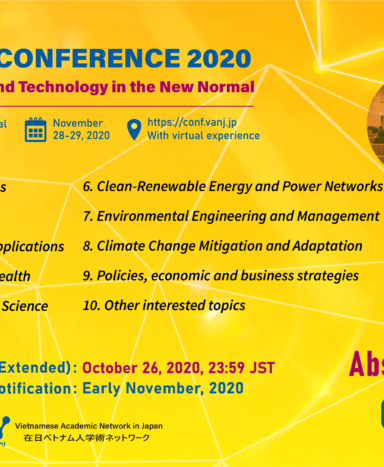 CONFERENCE 2020
nd Technology in the New Normal
al
November
28-29, 2020
https://conf.vanj.jp
With virtual experience
s
6. Clean-Renewable Energy and Power Networks
7. Environmental Engineering and Management
pplications
8. Climate Change Mitigation and Adaptation
ealth
9. Policies, economic and business strategies
Science
10. Other interested topics
Extended): October 26, 2020, 23:59 JST
otification: Early November, 2020
Abs
Vietnamese Academic Network in Japan
在日ベトナム人学術ネットワーク